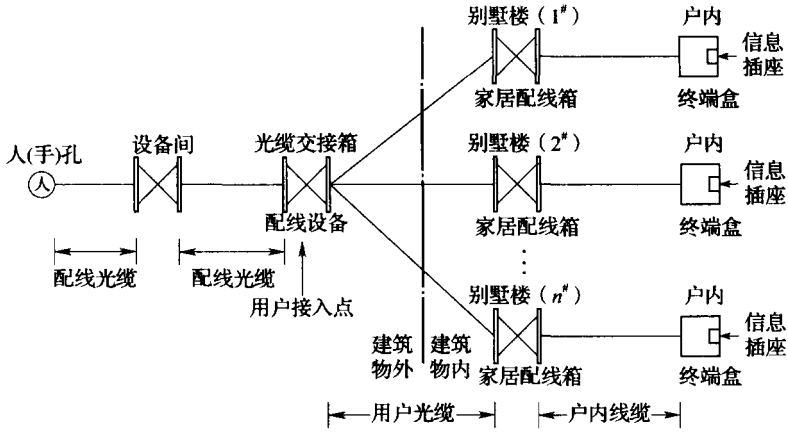 别墅楼（1#）
户内
信息
插座
家居配线箱
终端盒
人(手)孔
人
设备间
光缆交接箱
别墅楼（2#）
户内
信息
插座
配线设备
家居配线箱
终端盒
配线光缆
配线光缆
用户接入点
别墅楼（n#）
户内
信息
插座
建筑
物外
建筑
物内
家居配线箱
终端盒
用户光缆
户内线缆